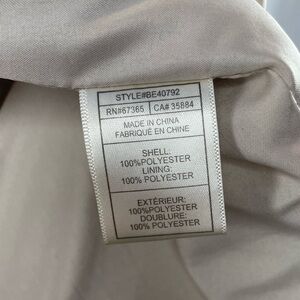 STYLE#BE40792
RN#67365 CA# 35884
MADE IN CHINA
FABRIQUÉ EN CHINE
SHELL:
100%POLYESTER
LINING:
100% POLYESTER
EXTÉRIEUR:
100%POLYESTER
DOUBLURE:
100% POLYESTER